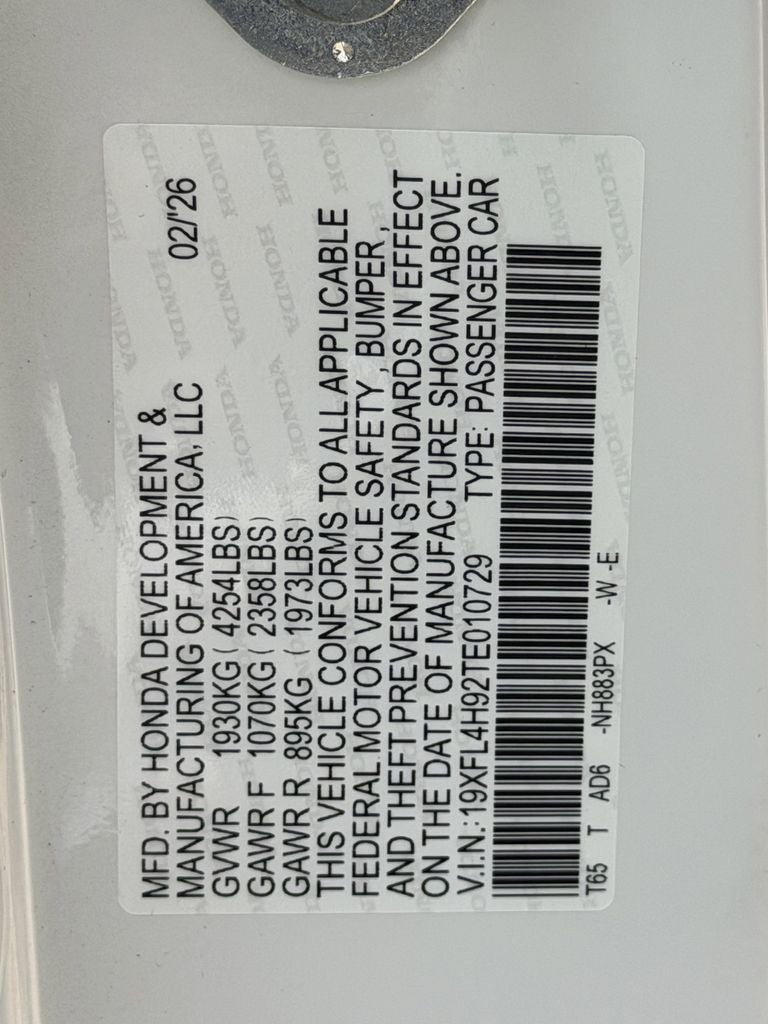 MFD. BY HONDA DEVELOPMENT &
MANUFACTURING OF AMERICA, LLC 02/'26
GVWR 1930KG ( 4254LBS)
GAWR F 1070KG ( 2358LBS)
GAWR R 895KG ( 1973LBS)
THIS VEHICLE CONFORMS TO ALL APPLICABLE
FEDERAL MOTOR VEHICLE SAFETY , BUMPER ,
AND THEFT PREVENTION STANDARDS IN EFFECT
ON THE DATE OF MANUFACTURE SHOWN ABOVE.
V.I.N.: 19XFL4H92TE010729 TYPE: PASSENGER CAR
T65 T AD6 -NH883PX -W -E